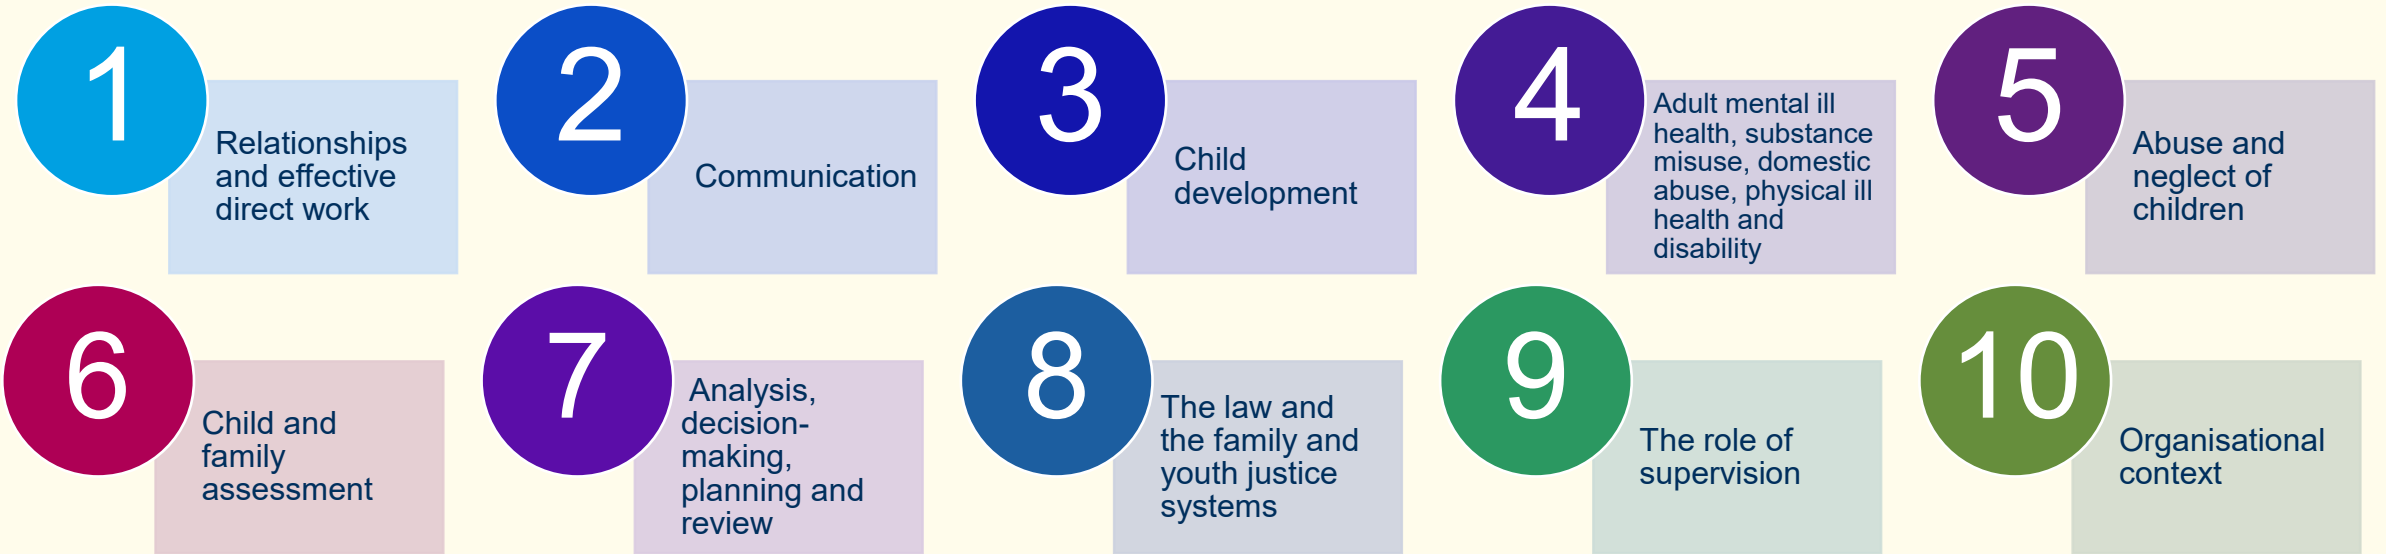 1
Relationships
and effective
direct work
2
Communication
3
Child
development
4
Adult mental ill
health, substance
misuse, domestic
abuse, physical ill
health and
disability
5
Abuse and
neglect of
children
6
Child and
family
assessment
7
Analysis,
decision-
making,
planning and
review
8
The law and
the family and
youth justice
systems
9
The role of
supervision
10
Organisational
context